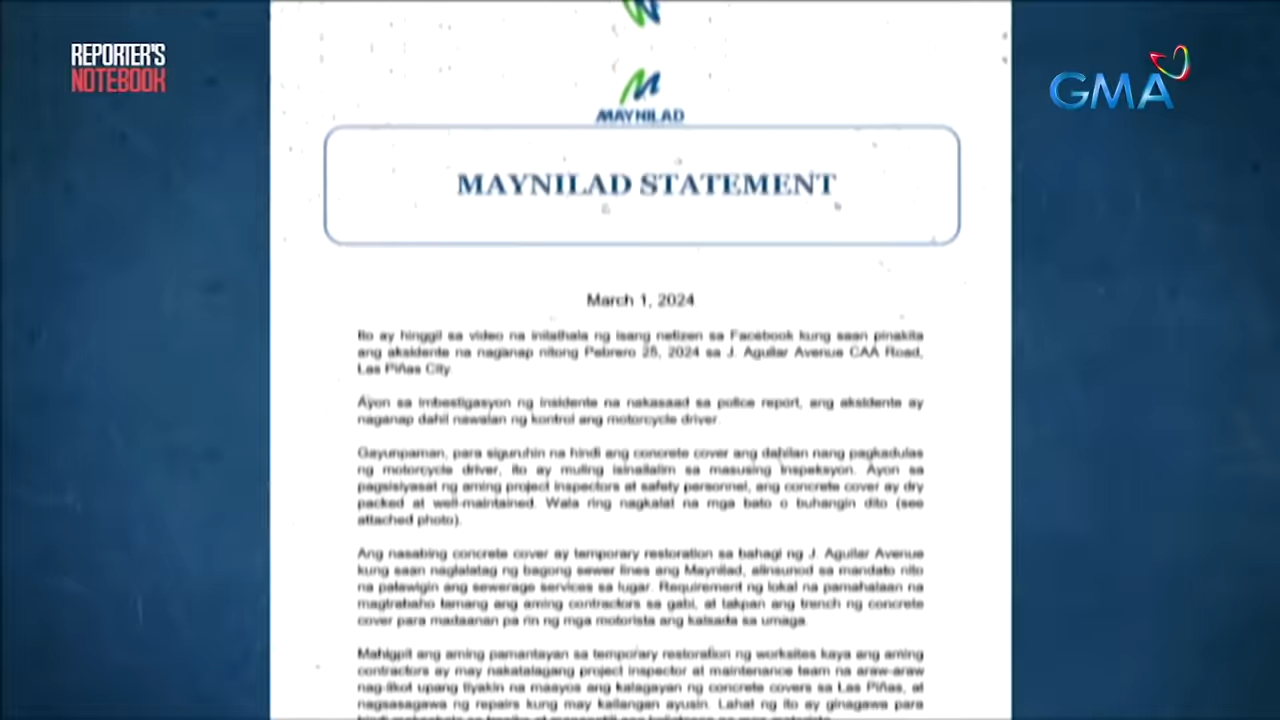 REPORTER'S
NOTEBOOK
GMA
MAYNILAD
MAYNILAD STATEMENT
March 1, 2024
Ito ay hinggil sa video na inilathala ng isang netizen sa Facebook kung saan pinakita
ang aksidente na naganap nitong Pebrero 25, 2024 sa J. Aguilar Avenue CAA Road,
Las Piñas City.
Ayon sa imbestigasyon ng insidente na nakasaad sa police report, ang aksidente ay
naganap dahil nawalan ng kontrol ang motorcycle driver.
Gayunpaman, para siguruhin na hindi ang concrete cover ang dahilan nang pagkadulas
ng motorcycle driver, ito ay muling isinailalim sa masusing inspeksyon. Ayon sa
pagsisiyasat ng aming project inspectors at safety personnel, ang concrete cover ay dry
packed at well-maintained. Wala ring nagkalat na mga bato o buhangin dito (see
attached photo).
Ang nasabing concrete cover ay temporary restoration sa bahagi ng J. Aguilar Avenue
kung saan naglalatag ng bagong sewer lines ang Maynilad, alinsunod sa mandato nito
na palawigin ang sewerage services sa lugar. Requirement ng lokal na pamahalaan na
magtrabaho lamang ang aming contractors sa gabi, at takpan ang trench ng concrete
cover para madaanan pa rin ng mga motorista ang kalsada sa umaga.
Mahigpit ang aming pamantayan sa temporary restoration ng worksites kaya ang aming
contractors ay may nakatalagang project inspector at maintenance team na araw-araw
nag-iikot upang tiyakin na maayos ang kalagayan ng concrete covers sa Las Piñas, at
nagsasagawa ng repairs kung may kailangan ayusin. Lahat ng ito ay ginagawa para